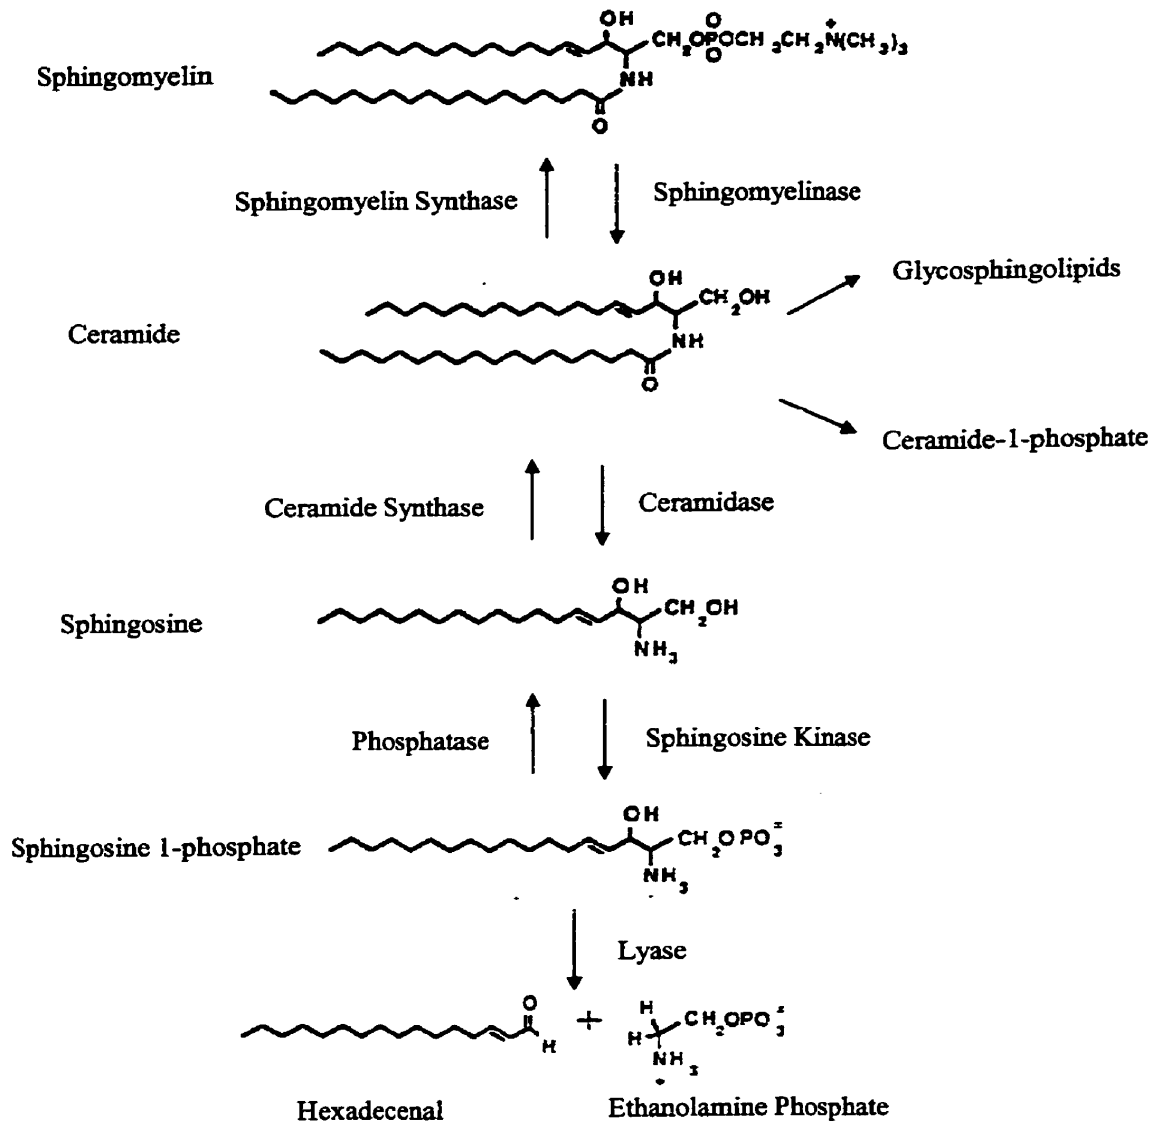 OH
O
CH2OPOCH2CH2N(CH3)3
+
O
Sphingomyelin
NH
O
Sphingomyelin Synthase
Sphingomyelinase
Glycosphingolipids
OH
CH2OH
Ceramide
NH
O
Ceramide-1-phosphate
Ceramide Synthase
Ceramidase
OH
CH2OH
Sphingosine
NH3
Phosphatase
Sphingosine Kinase
OH
Sphingosine 1-phosphate
CH2OPO3=
NH3
Lyase
O
H
+
H
CH2OPO3=
H
NH3
+
Hexadecenal
Ethanolamine Phosphate